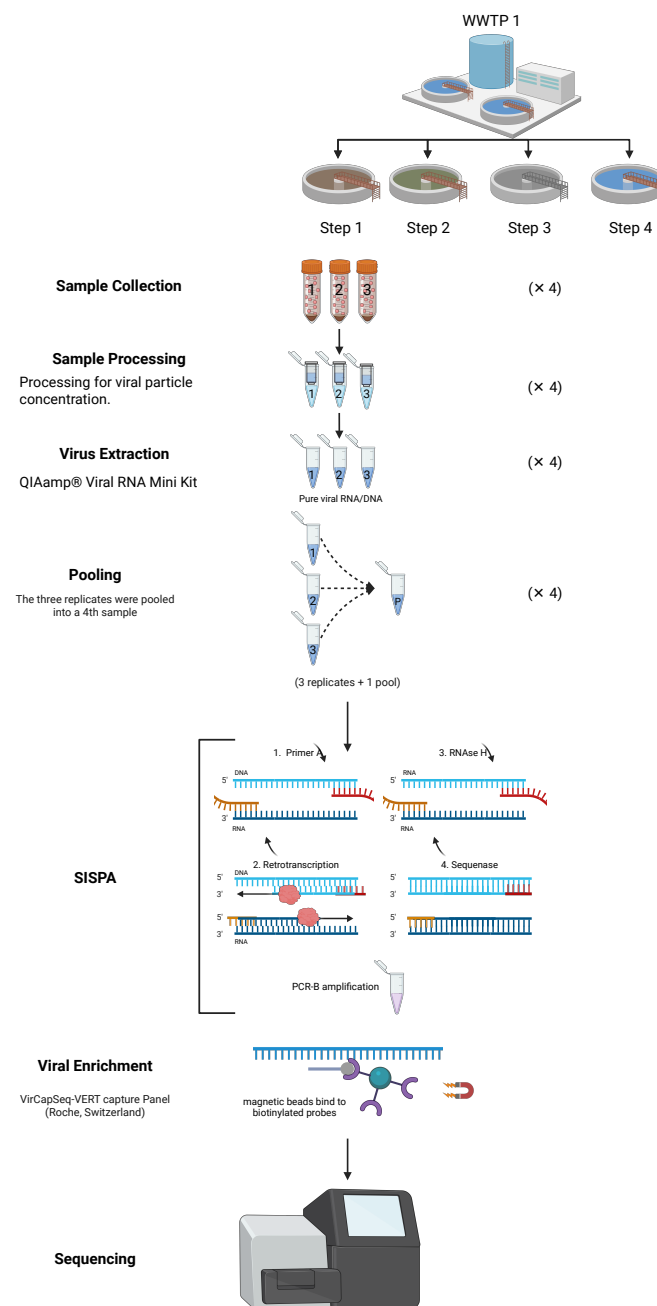 WWTP 1
Step 1
Step 2
Step 3
Step 4
Sample Collection
1
2
3
(× 4)
Sample Processing
Processing for viral particle
concentration.
1
2
3
(× 4)
Virus Extraction
QIAamp® Viral RNA Mini Kit
1
2
3
(× 4)
Pure viral RNA/DNA
Pooling
The three replicates were pooled
into a 4th sample
1
2
3
P
(× 4)
(3 replicates + 1 pool)
SISPA
1. Primer A
DNA
5'
3'
RNA
3. RNAse H
RNA
5'
3'
RNA
2. Retrotranscription
DNA
5'
3'
5'
3'
RNA
4. Sequenase
5'
3'
5'
3'
PCR-B amplification
Viral Enrichment
VirCapSeq-VERT capture Panel
(Roche, Switzerland)
magnetic beads bind to
biotinylated probes
Sequencing